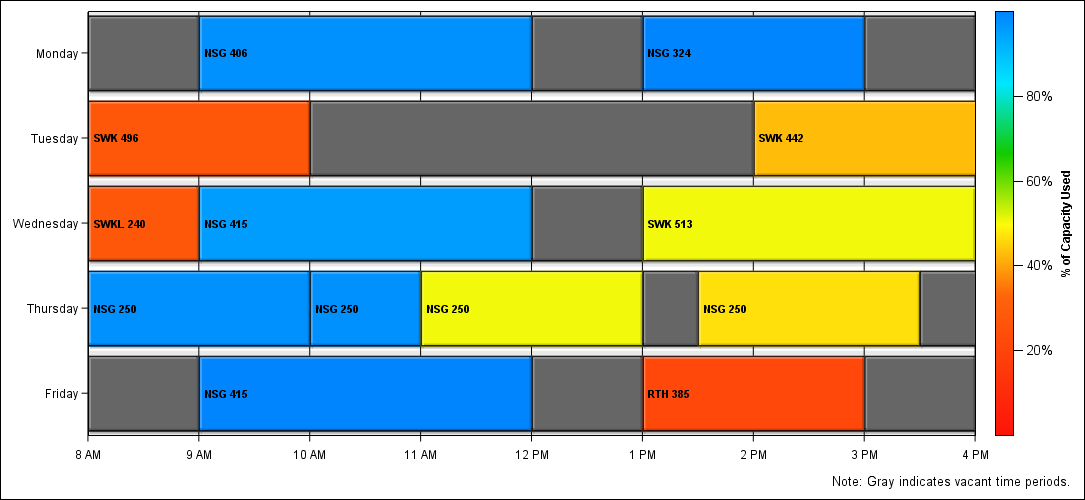 Monday
NSG 406
NSG 324
Tuesday
SWK 496
SWK 442
80%
Wednesday
SWKL 240
NSG 415
SWK 513
60%
% of Capacity Used
40%
Thursday
NSG 250
NSG 250
NSG 250
NSG 250
20%
Friday
NSG 415
RTH 385
8 AM
9 AM
10 AM
11 AM
12 PM
1 PM
2 PM
3 PM
4 PM
Note: Gray indicates vacant time periods.